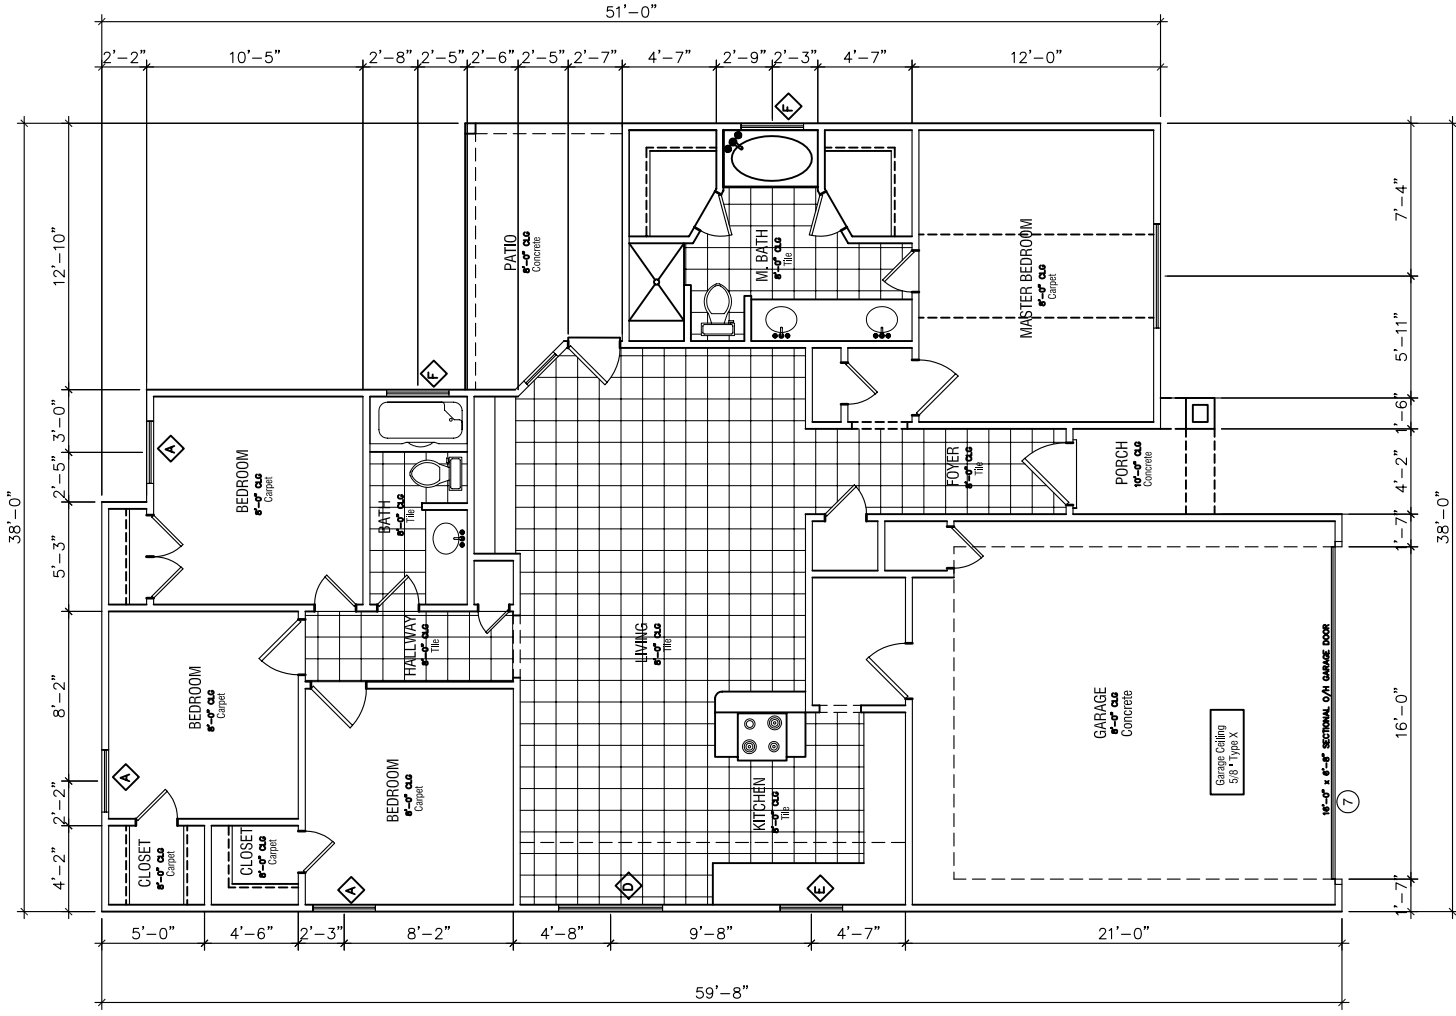 51'-0"
2'-2"
10'-5"
2'-8"
2'-5"
2'-6"
2'-5"
2'-7"
4'-7"
2'-9"
2'-3"
4'-7"
12'-0"
38'-0"
12'-10"
3'-0"
2'-5"
5'-3"
8'-2"
2'-2"
4'-2"
F
PATIO
8'-0" CLG
Concrete
M. BATH
8'-0" CLG
Tile
MASTER BEDROOM
8'-0" CLG
Carpet
F
A
BEDROOM
8'-0" CLG
Carpet
BATH
8'-0" CLG
Tile
FOYER
8'-0" CLG
Tile
PORCH
10'-0" CLG
Concrete
HALLWAY
8'-0" CLG
Tile
LIVING
8'-0" CLG
Tile
BEDROOM
8'-0" CLG
Carpet
A
BEDROOM
8'-0" CLG
Carpet
KITCHEN
8'-0" CLG
Tile
GARAGE
8'-0" CLG
Concrete
Garage Ceiling
5/8" Type X
16'-0" x 6'-8" SECTIONAL O/H GARAGE DOOR
7
CLOSET
8'-0" CLG
Carpet
CLOSET
8'-0" CLG
Carpet
A
D
E
7'-4"
5'-11"
1'-6"
4'-2"
1'-7"
16'-0"
1'-7"
38'-0"
5'-0"
4'-6"
2'-3"
8'-2"
4'-8"
9'-8"
4'-7"
21'-0"
59'-8"